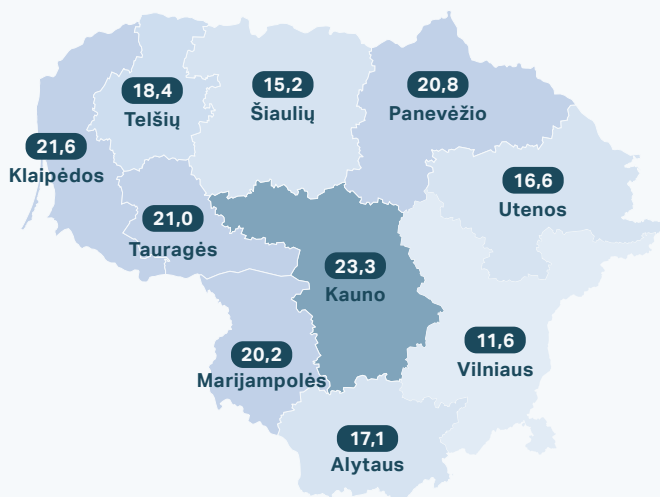 18,4
Telšių
15,2
Šiaulių
20,8
Panevėžio
21,6
Klaipėdos
16,6
Utenos
21,0
Tauragės
23,3
Kauno
11,6
Vilniaus
20,2
Marijampolės
17,1
Alytaus